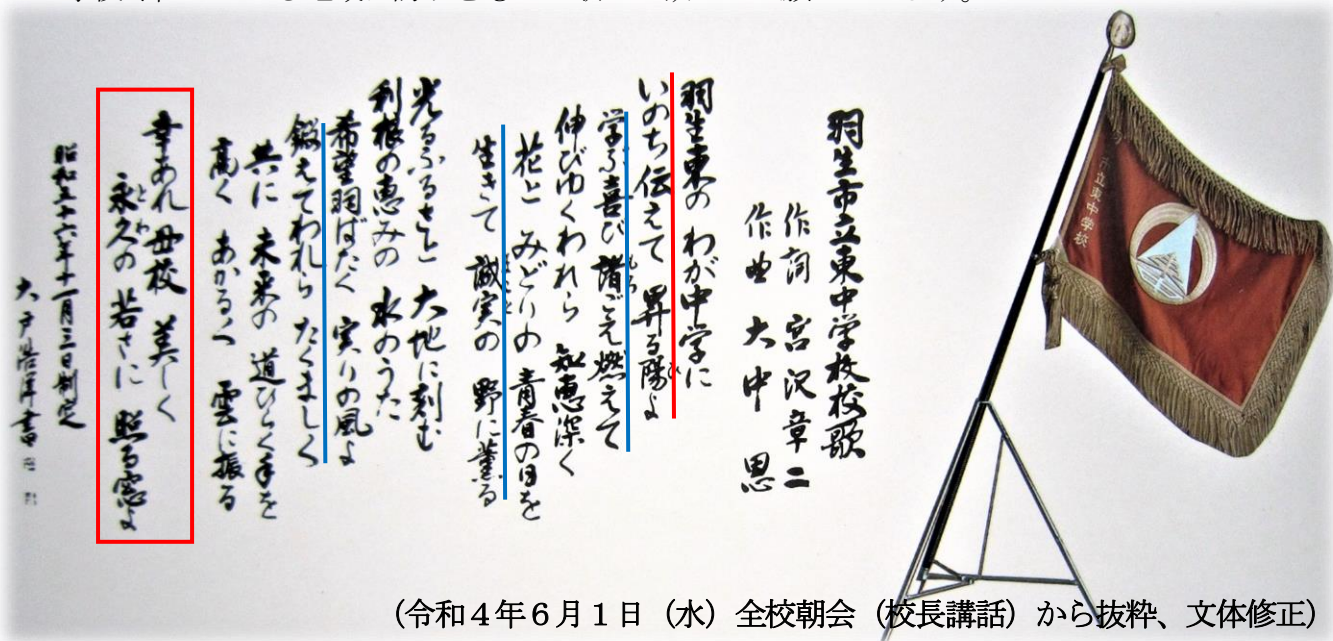 羽生市立東中学校校歌
作詞 宮沢章二
作曲 大中 恩
羽生東の わが中学に
いのち伝えて 昇る陽よ
学ぶ喜び 諸ごえ燃えて
伸びゆくわれら 知恵深く
花と みどりの 青春の日を
生きて 誠実の 野に薫る
光るふるさと 大地に刻む
利根の恵みの 水のうた
希望羽ばたく 実りの風よ
鍛えてわれら たくましく
共に 未来の 道ひらく手を
高く あかるく 雲に振る
幸あれ 母校 美しく
永久の 若さに 照る窓よ
昭和五十六年十一月三日制定
市立東中学校
(令和4年6月1日(水)全校朝会(校長講話)から抜粋、文体修正)